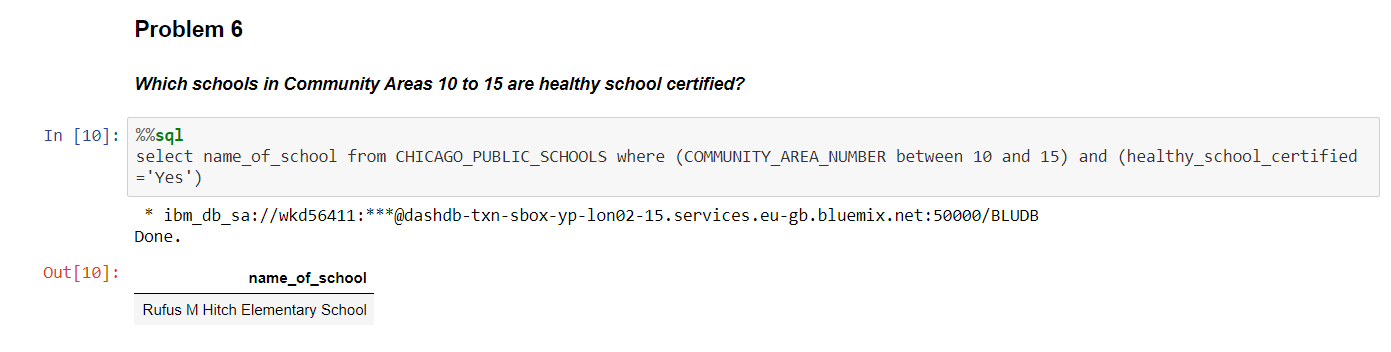 Problem 6
Which schools in Community Areas 10 to 15 are healthy school certified?
In [10]: %%sql
select name_of_school from CHICAGO_PUBLIC_SCHOOLS where (COMMUNITY_AREA_NUMBER between 10 and 15) and (healthy_school_certified
='Yes')
* ibm_db_sa://wkd56411:***@dashdb-txn-sbox-yp-lon02-15.services.eu-gb.bluemix.net:50000/BLUDB
Done.
Out[10]:
name_of_school
Rufus M Hitch Elementary School